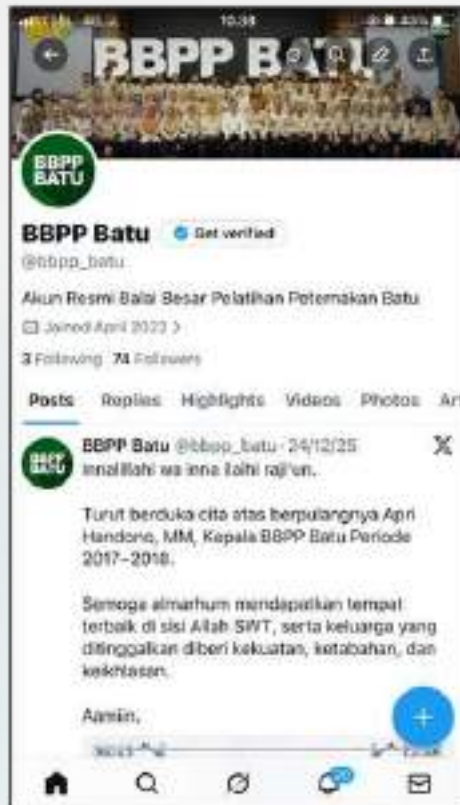 10.38
BBPP BATU
BBPP
BATU
BBPP Batu Get verified
@bbpp_batu
Akun Resmi Balai Besar Pelatihan Peternakan Batu
Joined April 2023 >
3 Following 74 Followers
Posts Replies Highlights Videos Photos Ar
BBPP Batu @bbpp_batu · 24/12/25
BBPP
BATU
Innalillahi wa inna ilaihi raji'un.
Turut berduka cita atas berpulangnya Apri
Handono, MM, Kepala BBPP Batu Periode
2017–2018.
Semoga almarhum mendapatkan tempat
terbaik di sisi Allah SWT, serta keluarga yang
ditinggalkan diberi kekuatan, ketabahan, dan
keikhlasan.
Aamiin.